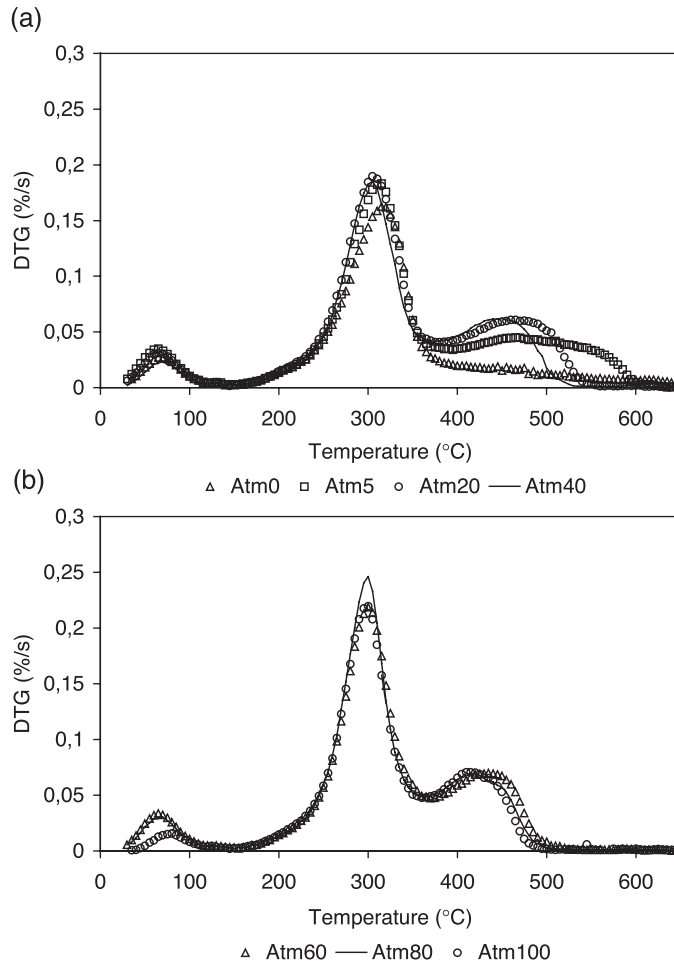 (a)
0,3
0,25
0,2
0,15
0,1
0,05
0
DTG (%/s)
0 100 200 300 400 500 600
Temperature (°C)
Atm0 Atm5 Atm20 Atm40
(b)
0,3
0,25
0,2
0,15
0,1
0,05
0
DTG (%/s)
0 100 200 300 400 500 600
Temperature (°C)
Atm60 Atm80 Atm100